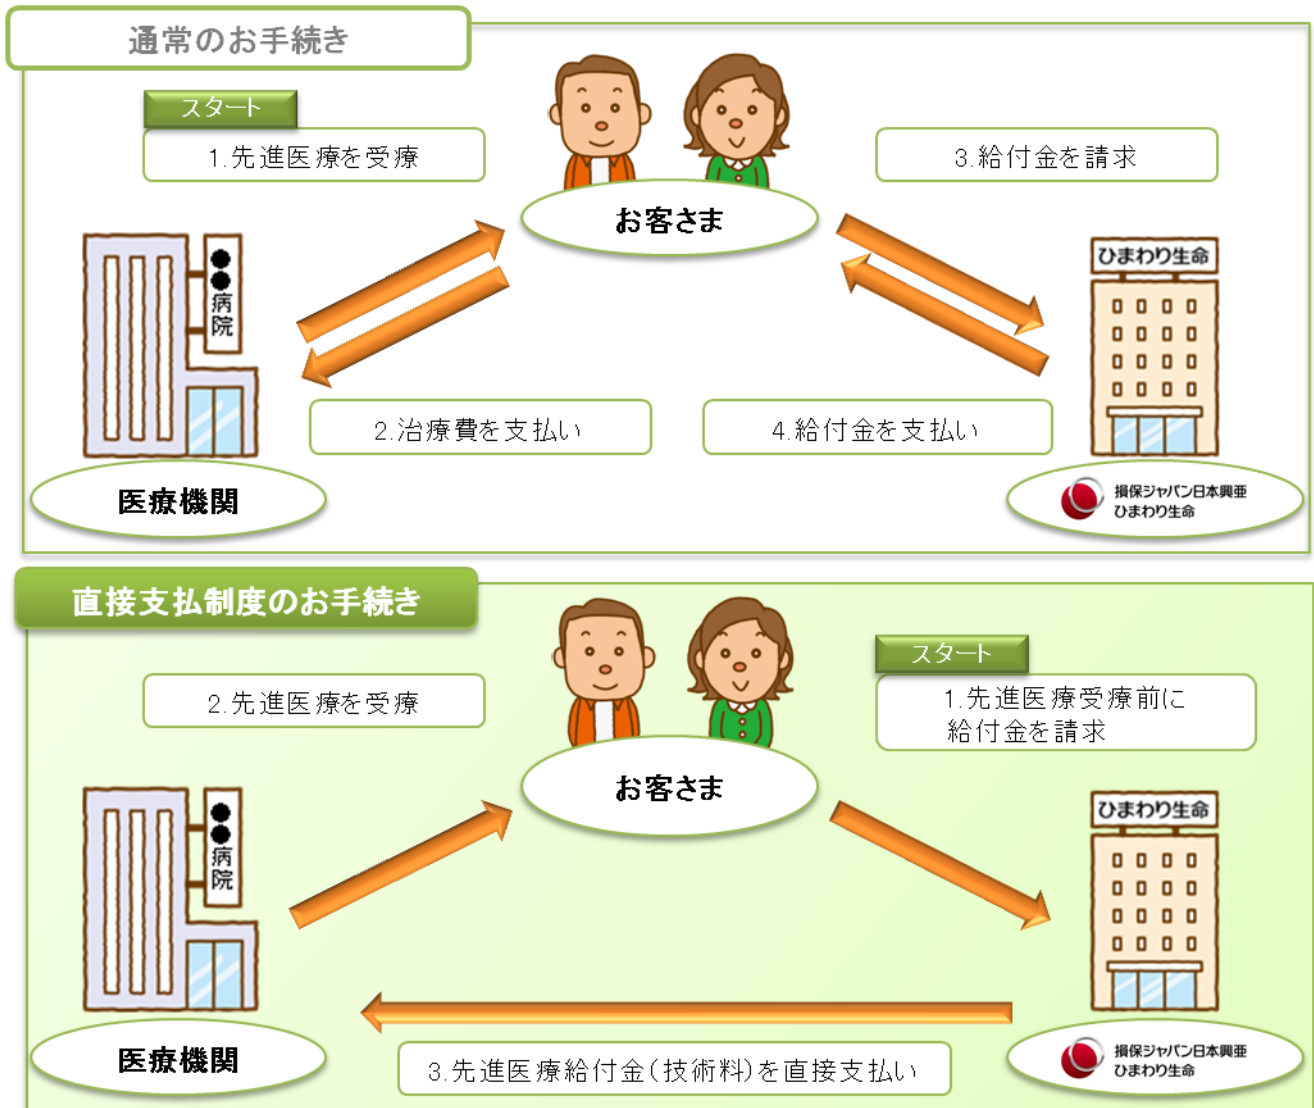 通常のお手続き
スタート
1.先進医療を受療
3.給付金を請求
お客さま
●●病院
ひまわり生命
2.治療費を支払い
4.給付金を支払い
医療機関
損保ジャパン日本興亜
ひまわり生命
直接支払制度のお手続き
スタート
2.先進医療を受療
1.先進医療受療前に
給付金を請求
お客さま
●●病院
ひまわり生命
医療機関
3.先進医療給付金(技術料)を直接支払い
損保ジャパン日本興亜
ひまわり生命